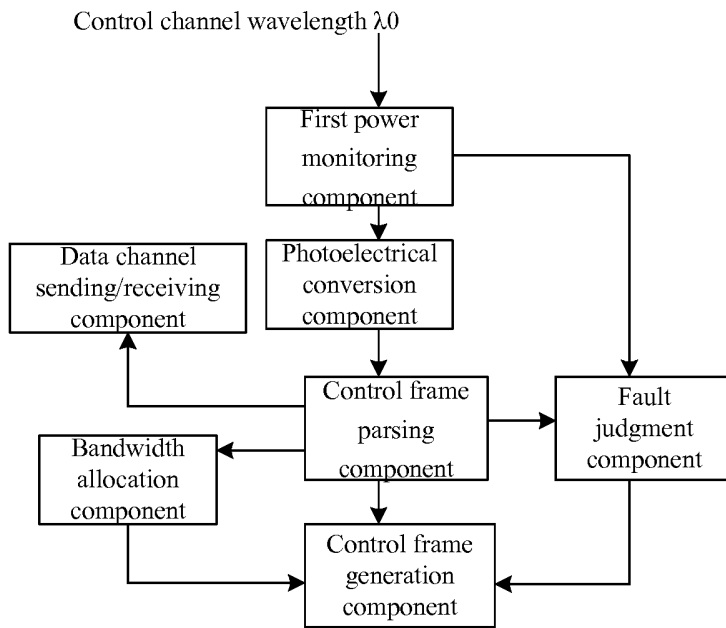 Control channel wavelength λ0
First power
monitoring
component
Data channel
sending/receiving
component
Photoelectrical
conversion
component
Control frame
parsing
component
Fault
judgment
component
Bandwidth
allocation
component
Control frame
generation
component